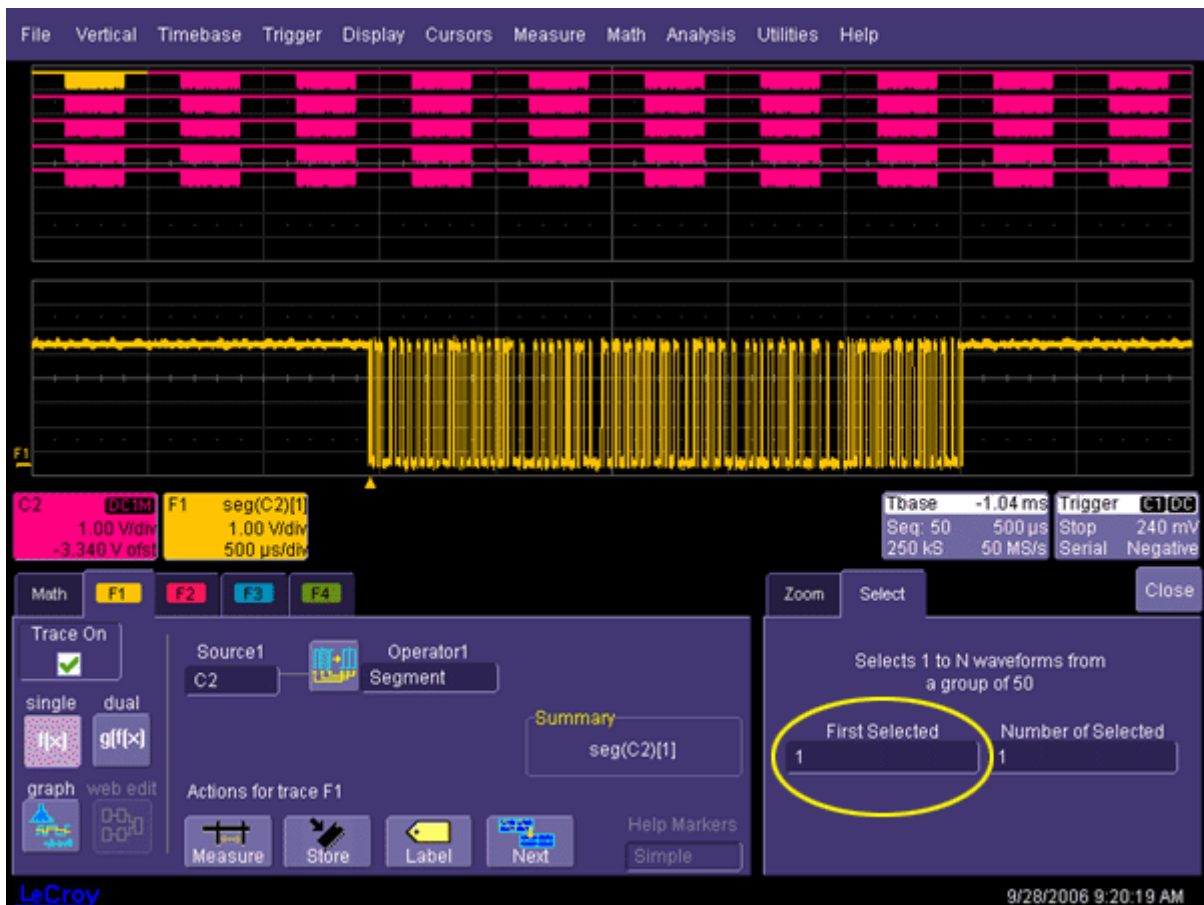 File Vertical Timebase Trigger Display Cursors Measure Math Analysis Utilities Help
F1
C2 DC1M
1.00 V/div
-3.340 V ofst
F1 seg(C2)[1]
1.00 V/div
500 µs/div
Tbase -1.04 ms
Seq: 50 500 µs
250 kS 50 MS/s
Trigger C1 DC
Stop 240 mV
Serial Negative
Math F1 F2 F3 F4
Trace On
single dual
f(x) g(f(x)
graph web edit
Source1
C2
Operator1
Segment
Summary
seg(C2)[1]
Actions for trace F1
Measure Store Label Next
Help Markers
Simple
Zoom Select Close
Selects 1 to N waveforms from
a group of 50
First Selected Number of Selected
1 1
LeCroy 9/28/2006 9:20:19 AM